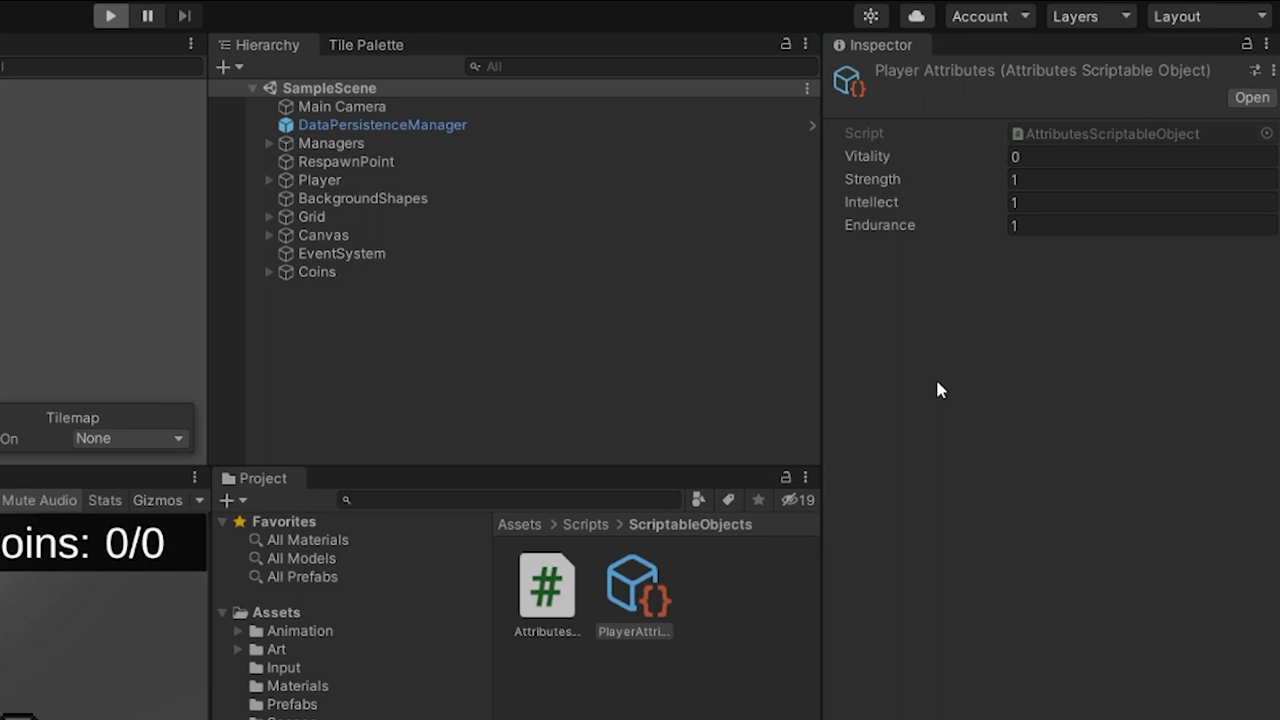 Account
Layers
Layout
Hierarchy
Tile Palette
All
SampleScene
Main Camera
DataPersistenceManager
Managers
RespawnPoint
Player
BackgroundShapes
Grid
Canvas
EventSystem
Coins
Inspector
Player Attributes (Attributes Scriptable Object)
Open
Script AttributesScriptableObject
Vitality 0
Strength 1
Intellect 1
Endurance 1
Tilemap
On None
Mute Audio Stats Gizmos
oins: 0/0
Project
19
Favorites
All Materials
All Models
All Prefabs
Assets
Animation
Art
Input
Materials
Prefabs
Assets > Scripts > ScriptableObjects
#
{}
Attributes...
PlayerAttri...